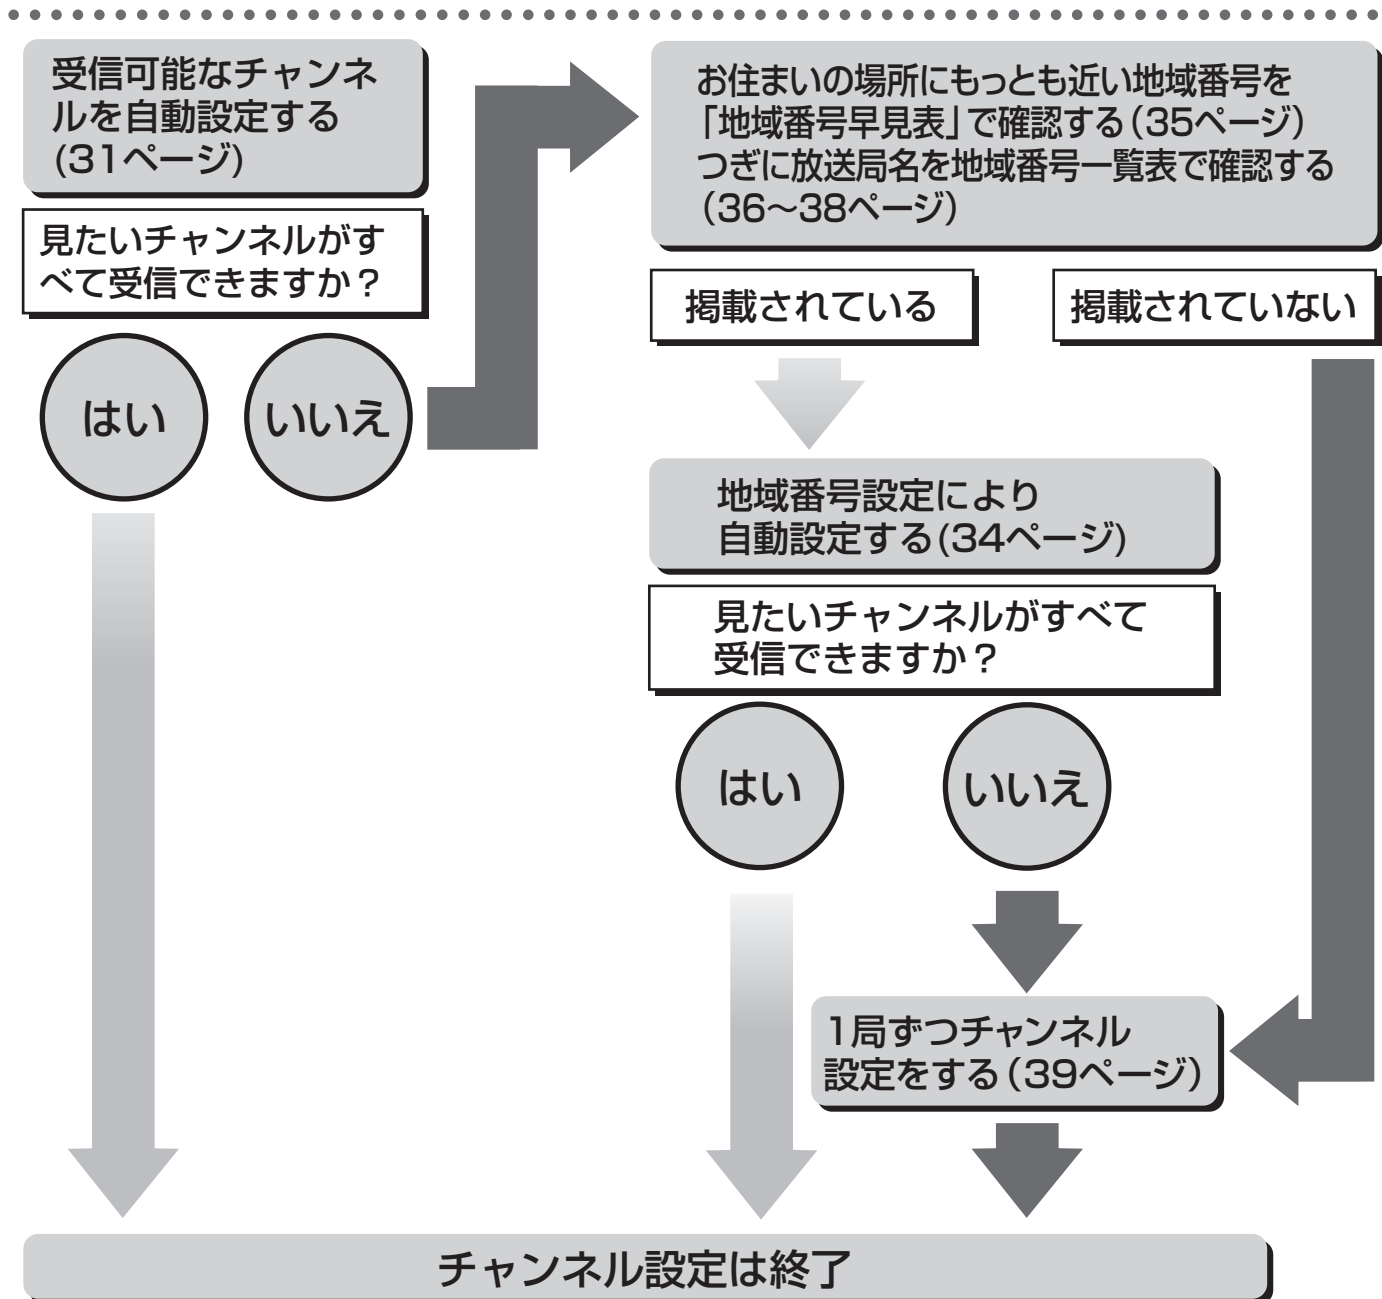 受信可能なチャンネ
ルを自動設定する
(31ページ)
見たいチャンネルがす
べて受信できますか？
はい
いいえ
お住まいの場所にもっとも近い地域番号を
「地域番号早見表」で確認する(35ページ)
つぎに放送局名を地域番号一覧表で確認する
(36〜38ページ)
掲載されている
掲載されていない
地域番号設定により
自動設定する(34ページ)
見たいチャンネルがすべて
受信できますか？
はい
いいえ
1局ずつチャンネル
設定をする(39ページ)
チャンネル設定は終了